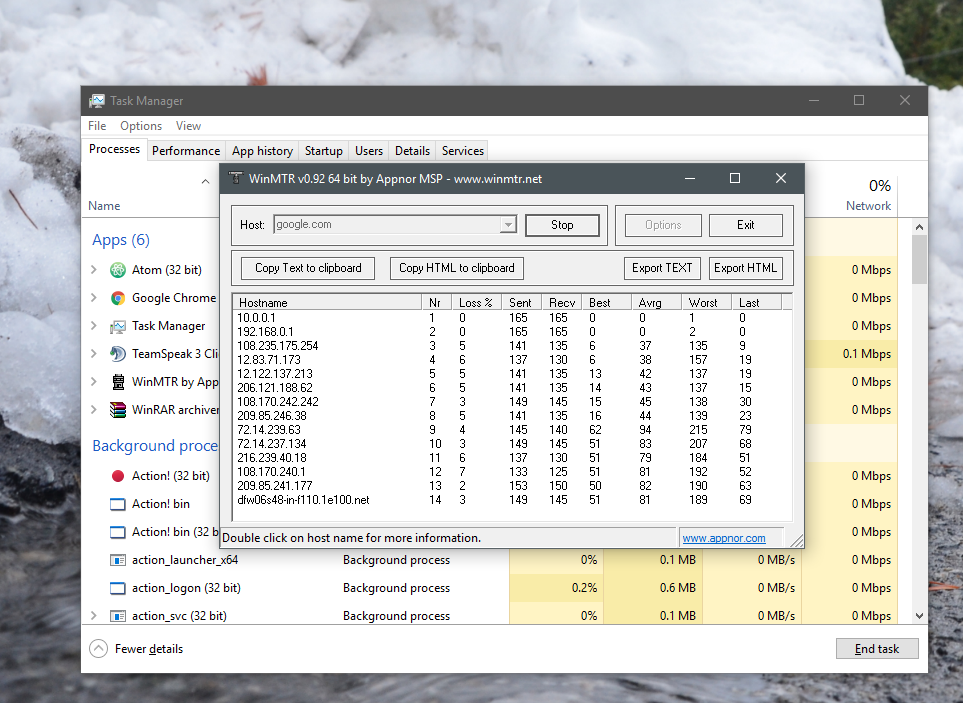 Task Manager
File Options View
Processes Performance App history Startup Users Details Services
WinMTR v0.92 64 bit by Appnor MSP - www.winmtr.net
0%
Name Network
Host: google.com Stop Options Exit
Copy Text to clipboard Copy HTML to clipboard Export TEXT Export HTML
Hostname Nr Loss % Sent Recv Best Avrg Worst Last
10.0.0.1 1 0 165 165 0 0 1 0
192.168.0.1 2 0 165 165 0 0 2 0
108.235.175.254 3 5 141 135 6 37 135 9
12.83.71.173 4 6 137 130 6 38 157 19
12.122.137.213 5 5 141 135 13 42 137 19
206.121.188.62 6 5 141 135 14 43 137 15
108.170.242.242 7 3 149 145 15 45 138 30
209.85.246.38 8 5 141 135 16 44 139 23
72.14.239.63 9 4 145 140 62 94 215 79
72.14.237.134 10 3 149 145 51 83 207 68
216.239.40.18 11 6 137 130 51 79 184 51
108.170.240.1 12 7 133 125 51 81 192 52
209.85.241.177 13 2 153 150 50 82 190 63
dfw06s48-in-f110.1e100.net 14 3 149 145 51 81 189 69
Double click on host name for more information. www.appnor.com
Apps (6)
Atom (32 bit) 0 Mbps
Google Chrome 0 Mbps
Task Manager 0 Mbps
TeamSpeak 3 Cli 0.1 Mbps
WinMTR by App 0 Mbps
WinRAR archiver 0 Mbps
Background proce
Action! (32 bit) 0 Mbps
Action! bin 0 Mbps
Action! bin (32 b 0 Mbps
action_launcher_x64 Background process 0% 0.1 MB 0 MB/s 0 Mbps
action_logon (32 bit) Background process 0.2% 0.6 MB 0 MB/s 0 Mbps
action_svc (32 bit) Background process 0% 0.1 MB 0 MB/s 0 Mbps
Fewer details End task